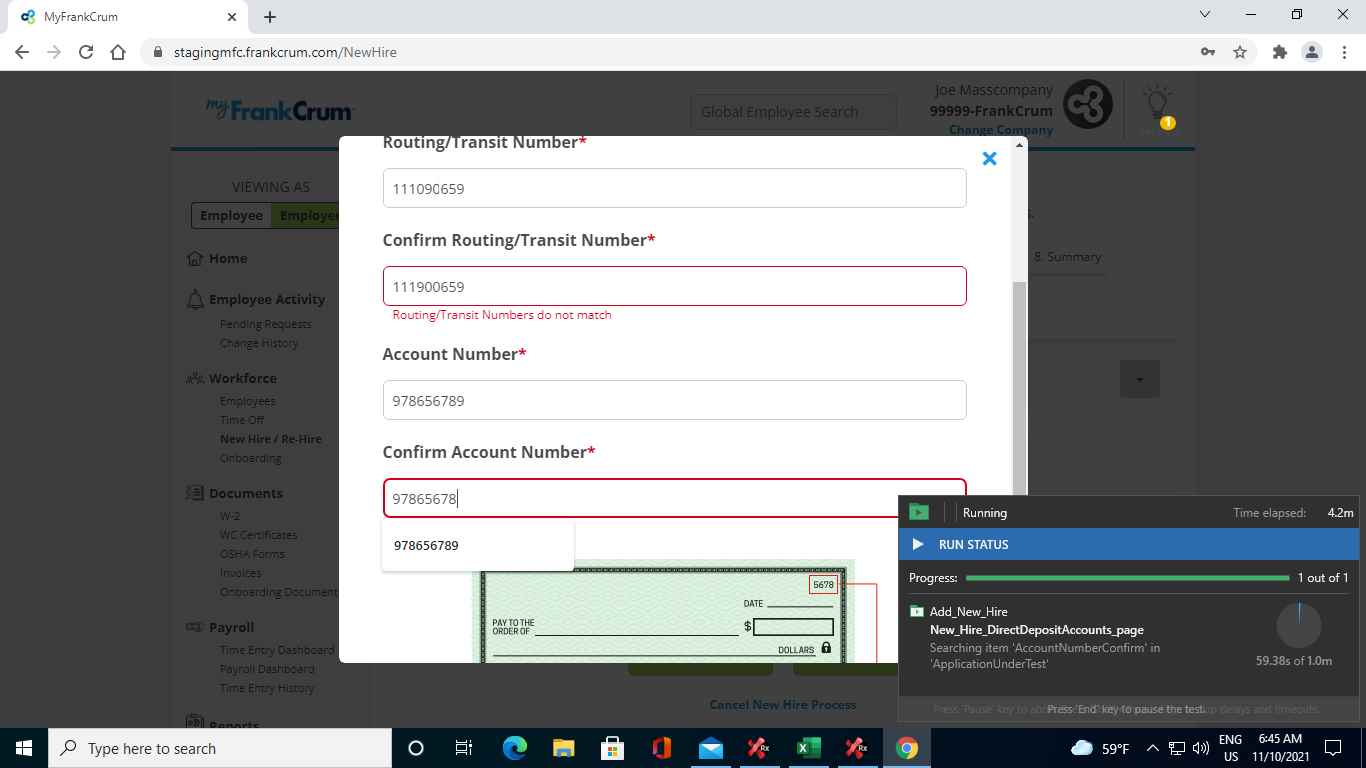 MyFrankCrum
stagingmfc.frankcrum.com/NewHire
my FrankCrum
Global Employee Search
Joe Masscompany
99999-FrankCrum
Change Company
1
VIEWING AS
Employee Employe
Home
Employee Activity
Pending Requests
Change History
Workforce
Employees
Time Off
New Hire / Re-Hire
Onboarding
Documents
W-2
WC Certificates
OSHA Forms
Invoices
Onboarding Document
Payroll
Time Entry Dashboard
Payroll Dashboard
Time Entry History
Reports
8. Summary
Routing/Transit Number*
111090659
Confirm Routing/Transit Number*
111900659
Routing/Transit Numbers do not match
Account Number*
978656789
Confirm Account Number*
97865678
978656789
5678
DATE
PAY TO THE
ORDER OF
$
DOLLARS
Cancel New Hire Process
Running
Time elapsed: 4.2m
RUN STATUS
Progress: 1 out of 1
Add_New_Hire
New_Hire_DirectDepositAccounts_page
Searching item 'AccountNumberConfirm' in
'ApplicationUnderTest'
59.38s of 1.0m
Press 'End' key to pause the test.
Type here to search
59°F
ENG
US
6:45 AM
11/10/2021